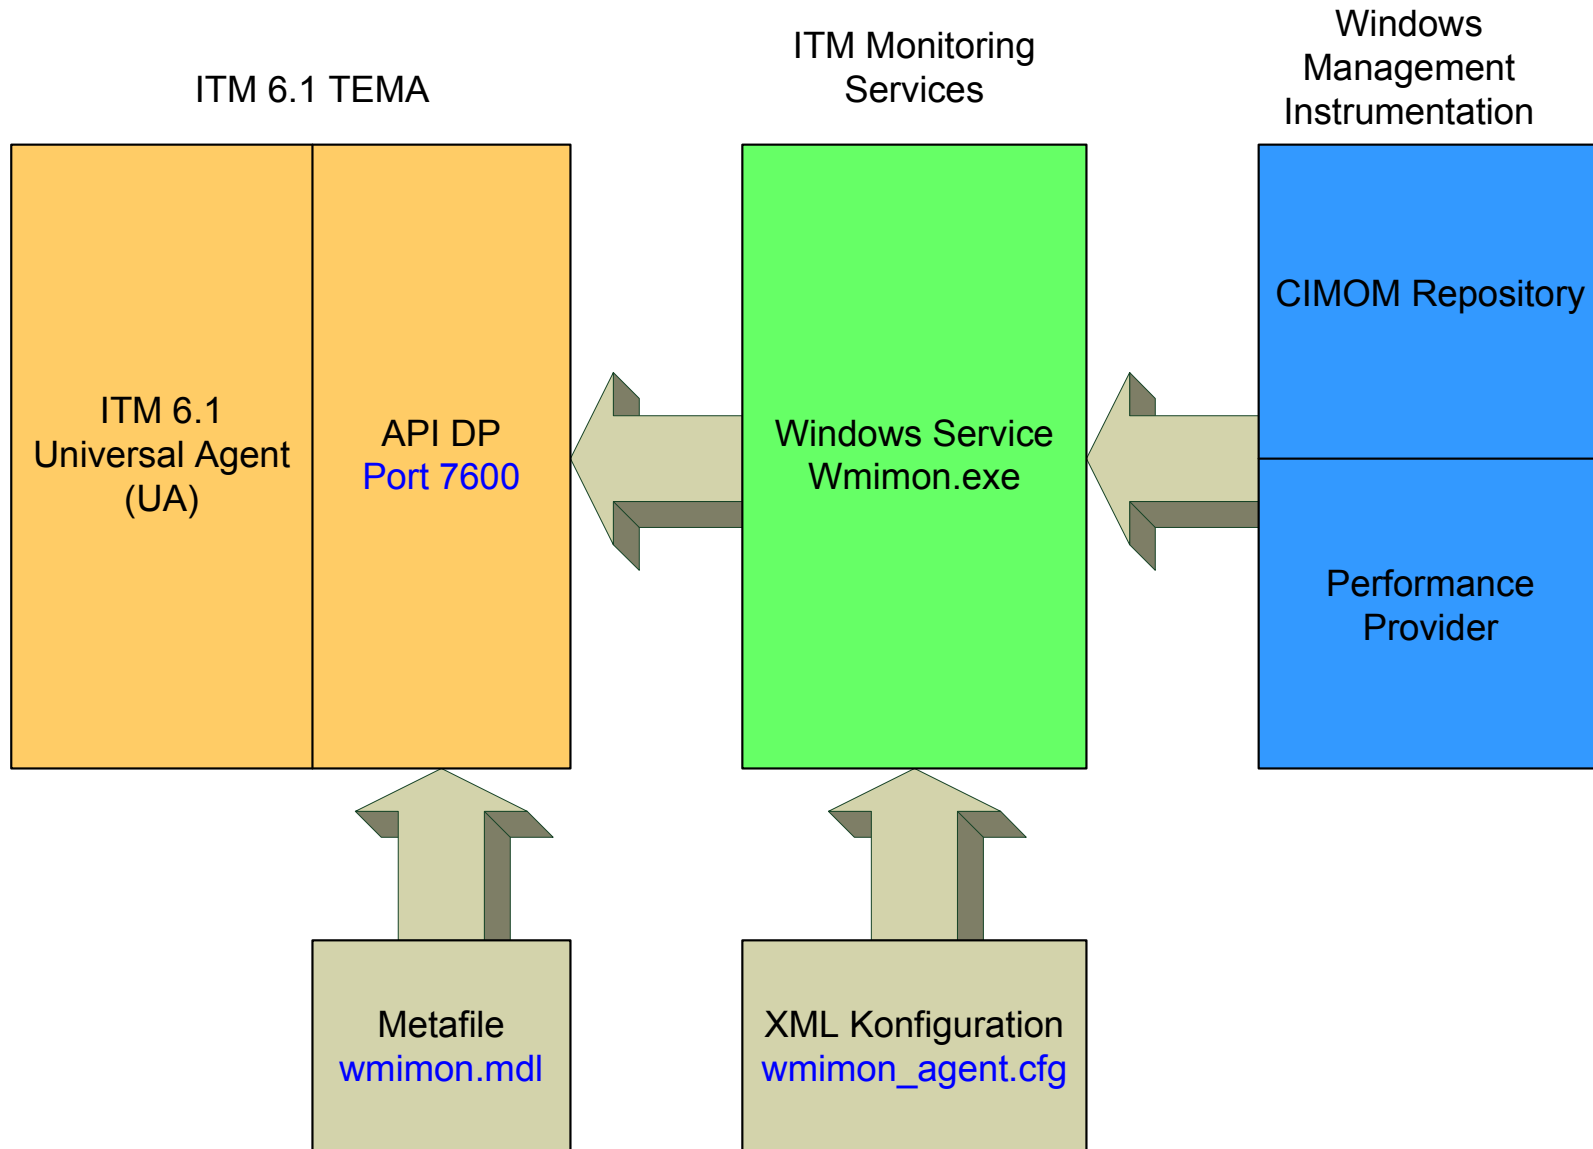 ITM 6.1 TEMA
ITM Monitoring
Services
Windows
Management
Instrumentation
ITM 6.1
Universal Agent
(UA)
API DP
Port 7600
Windows Service
Wmimon.exe
CIMOM Repository
Performance
Provider
Metafile
wmimon.mdl
XML Konfiguration
wmimon_agent.cfg